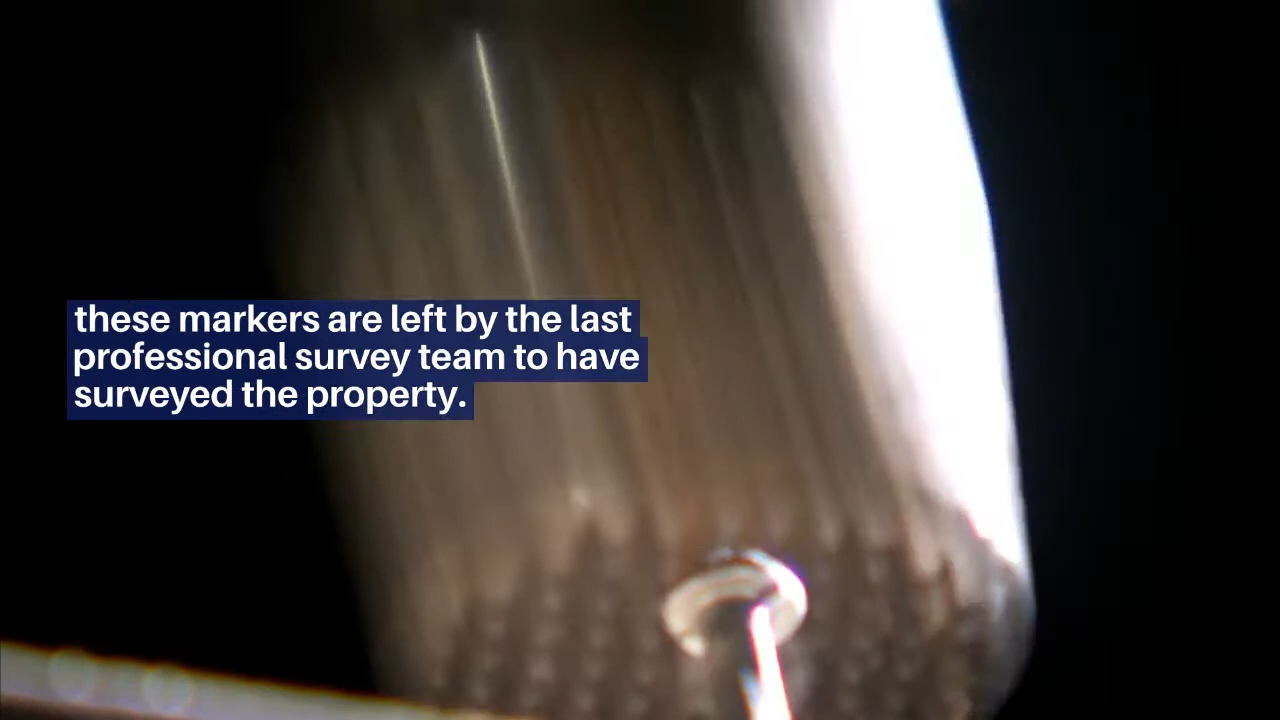 these markers are left by the last
professional survey team to have
surveyed the property.